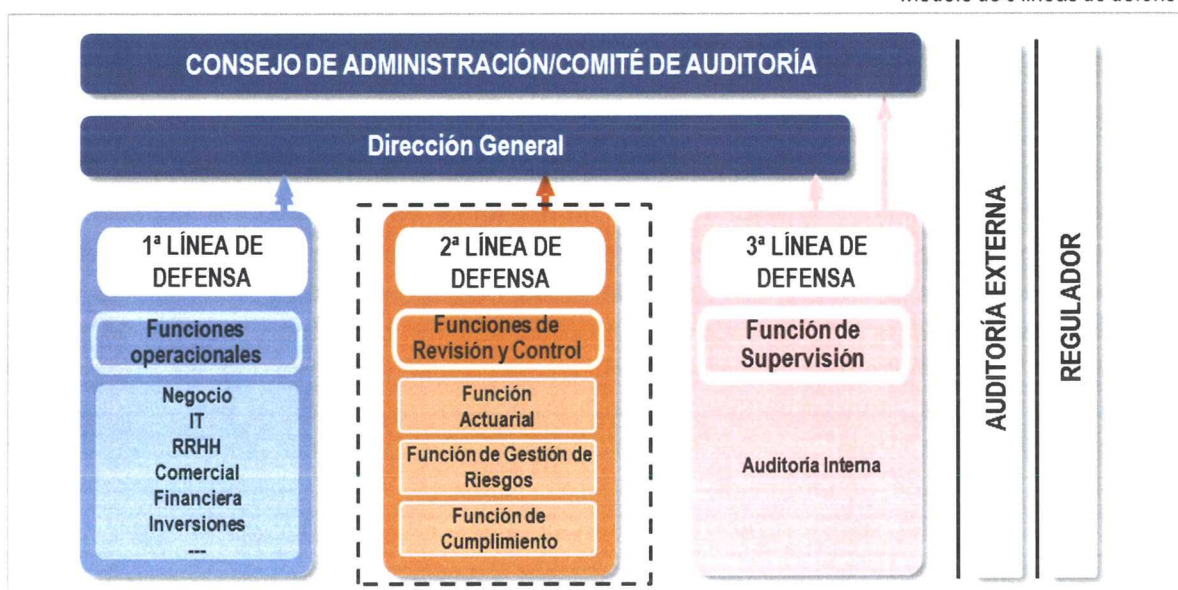 CONSEJO DE ADMINISTRACIÓN/COMITÉ DE AUDITORÍA
Dirección General
1ª LÍNEA DE
DEFENSA
Funciones
operacionales
Negocio
IT
RRHH
Comercial
Financiera
Inversiones
---
2ª LÍNEA DE
DEFENSA
Funciones de
Revisión y Control
Función
Actuarial
Función de Gestión de
Riesgos
Función de
Cumplimiento
3ª LÍNEA DE
DEFENSA
Función de
Supervisión
Auditoría Interna
AUDITORÍA EXTERNA
REGULADOR